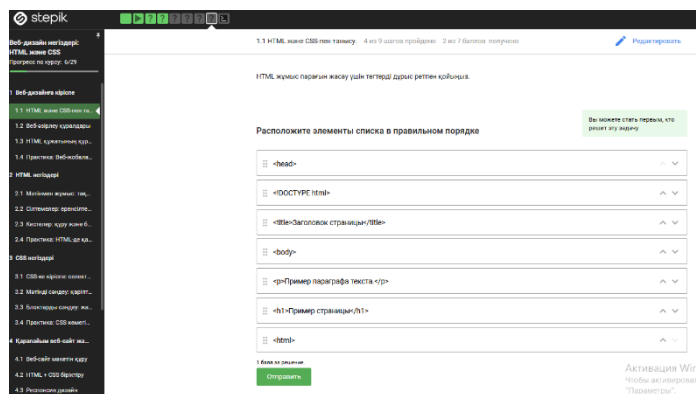 stepik
Веб-дизайн негіздері:
HTML және CSS
Прогресс по курсу: 6/29
1 Веб-дизайнға кіріспе
1.1 HTML және CSS-пен та...
1.2 Веб-әзірлеу құралдары
1.3 HTML құжатының құр...
1.4 Практика: Веб-жобала...
2 HTML негіздері
2.1 Мәтінмен жұмыс: тақ...
2.2 Сілтемелер: ...
2.3 Кестелер: құру және б...
2.4 Практика: HTML-де қа...
3 CSS негіздері
3.1 CSS-ке кіріспе: селект...
3.2 Мәтінді сәндеу: қаріпт...
3.3 Блоктарды сәндеу: жа...
3.4 Практика: CSS көмегі...
4 Қарапайым веб-сайт жа...
4.1 Веб-сайт макетін құру
4.2 HTML + CSS біріктіру
4.3 Респонсив дизайн
1.1 HTML және CSS-пен танысу. 4 из 9 шагов пройдено 2 из 7 баллов получено
Редактировать
HTML жұмыс парағын жасау үшін тегтерді дұрыс ретпен қойыңыз.
Вы можете стать первым, кто
решит эту задачу
Расположите элементы списка в правильном порядке
<head>
<!DOCTYPE html>
<title>Заголовок страницы</title>
<body>
<p>Пример параграфа текста.</p>
<h1>Пример страницы</h1>
<html>
1 балл за решение.
Отправить
Активация Win
Чтобы активироват
"Параметры".